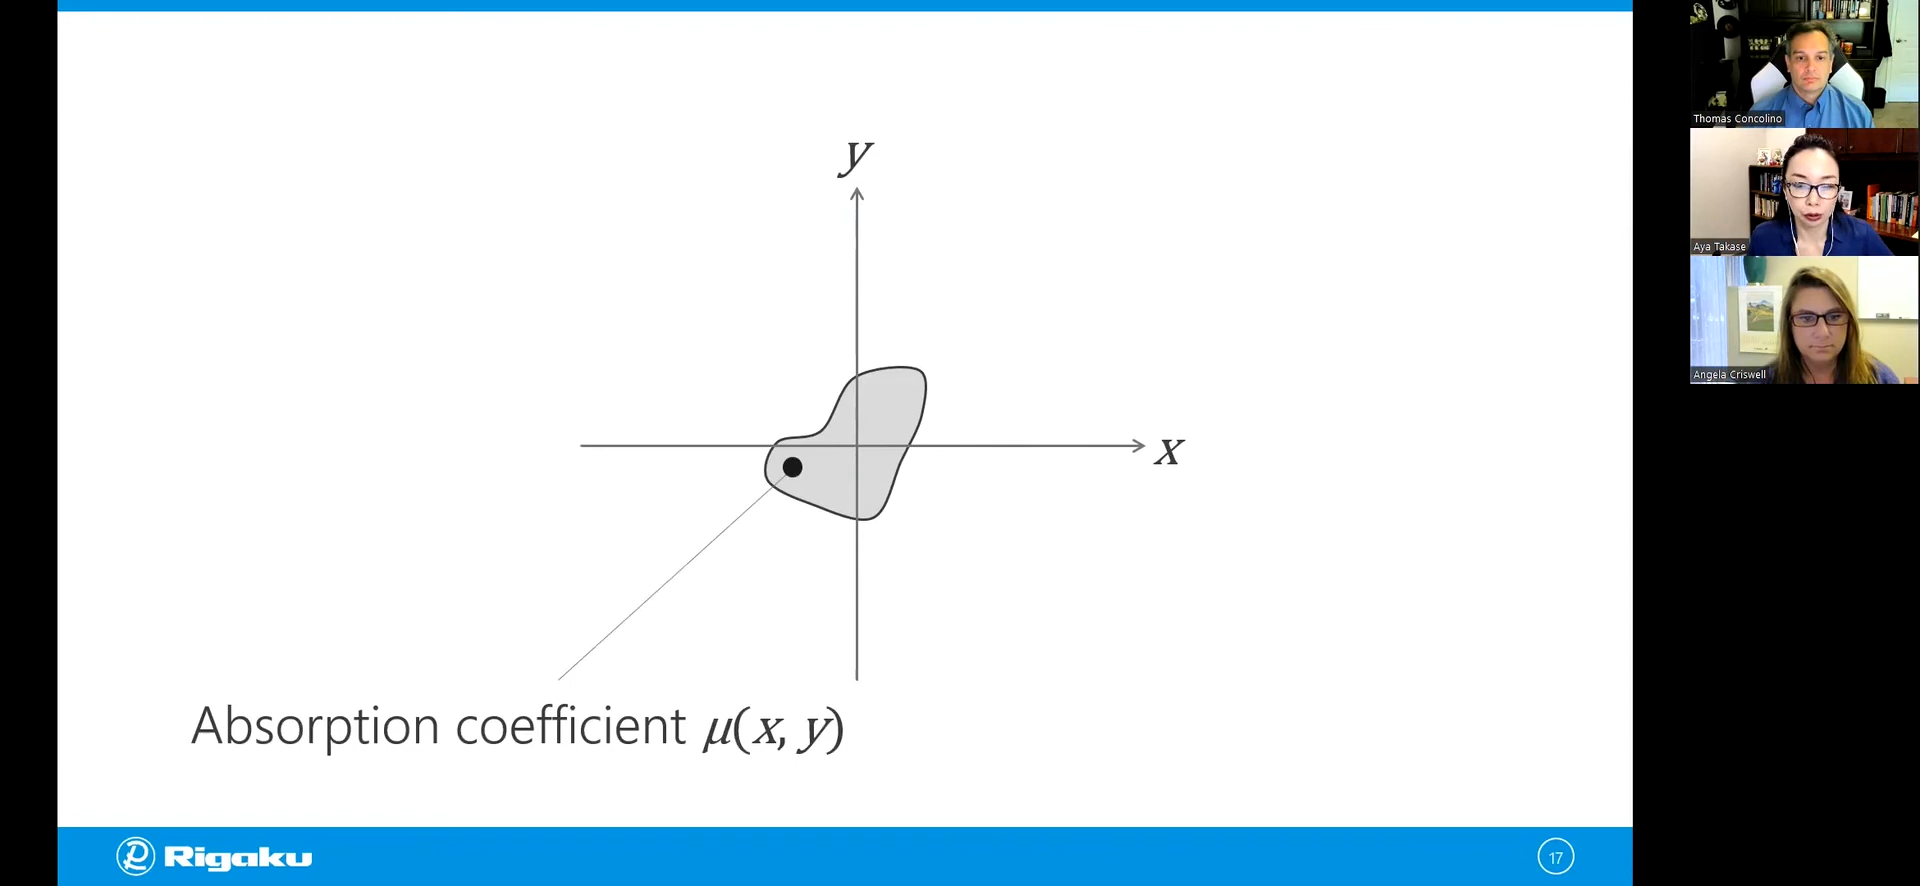 y
x
Absorption coefficient μ(x, y)
Rigaku
17
Thomas Concolino
Aya Takase
Angela Criswell